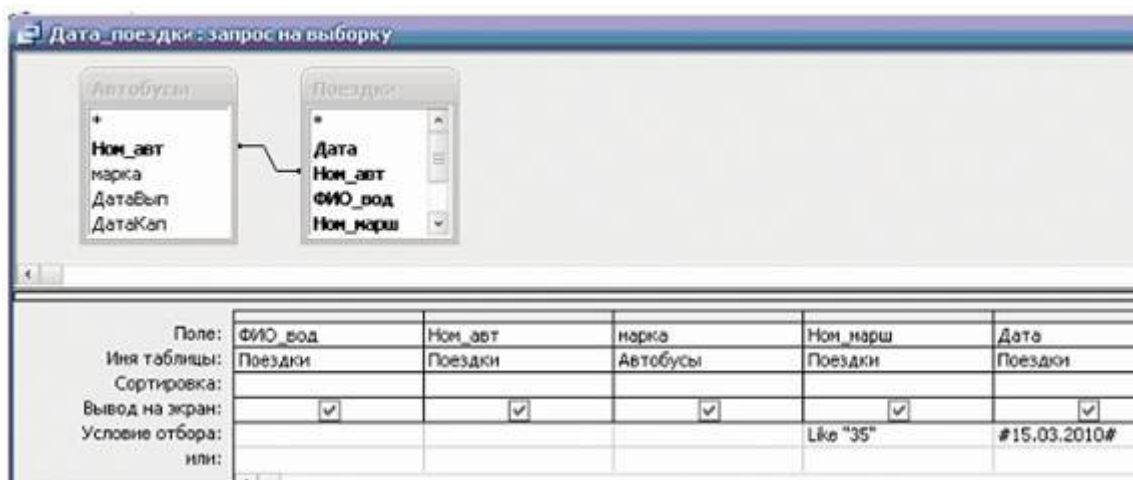 Дата_поездки : запрос на выборку
Автобусы
*
Ном_авт
марка
ДатаВып
ДатаКап
Поездки
*
Дата
Ном_авт
ФИО_вод
Ном_марш
Поле: ФИО_вод Ном_авт марка Ном_марш Дата
Имя таблицы: Поездки Поездки Автобусы Поездки Поездки
Сортировка:
Вывод на экран:
Условие отбора: Like "35" #15.03.2010#
или: